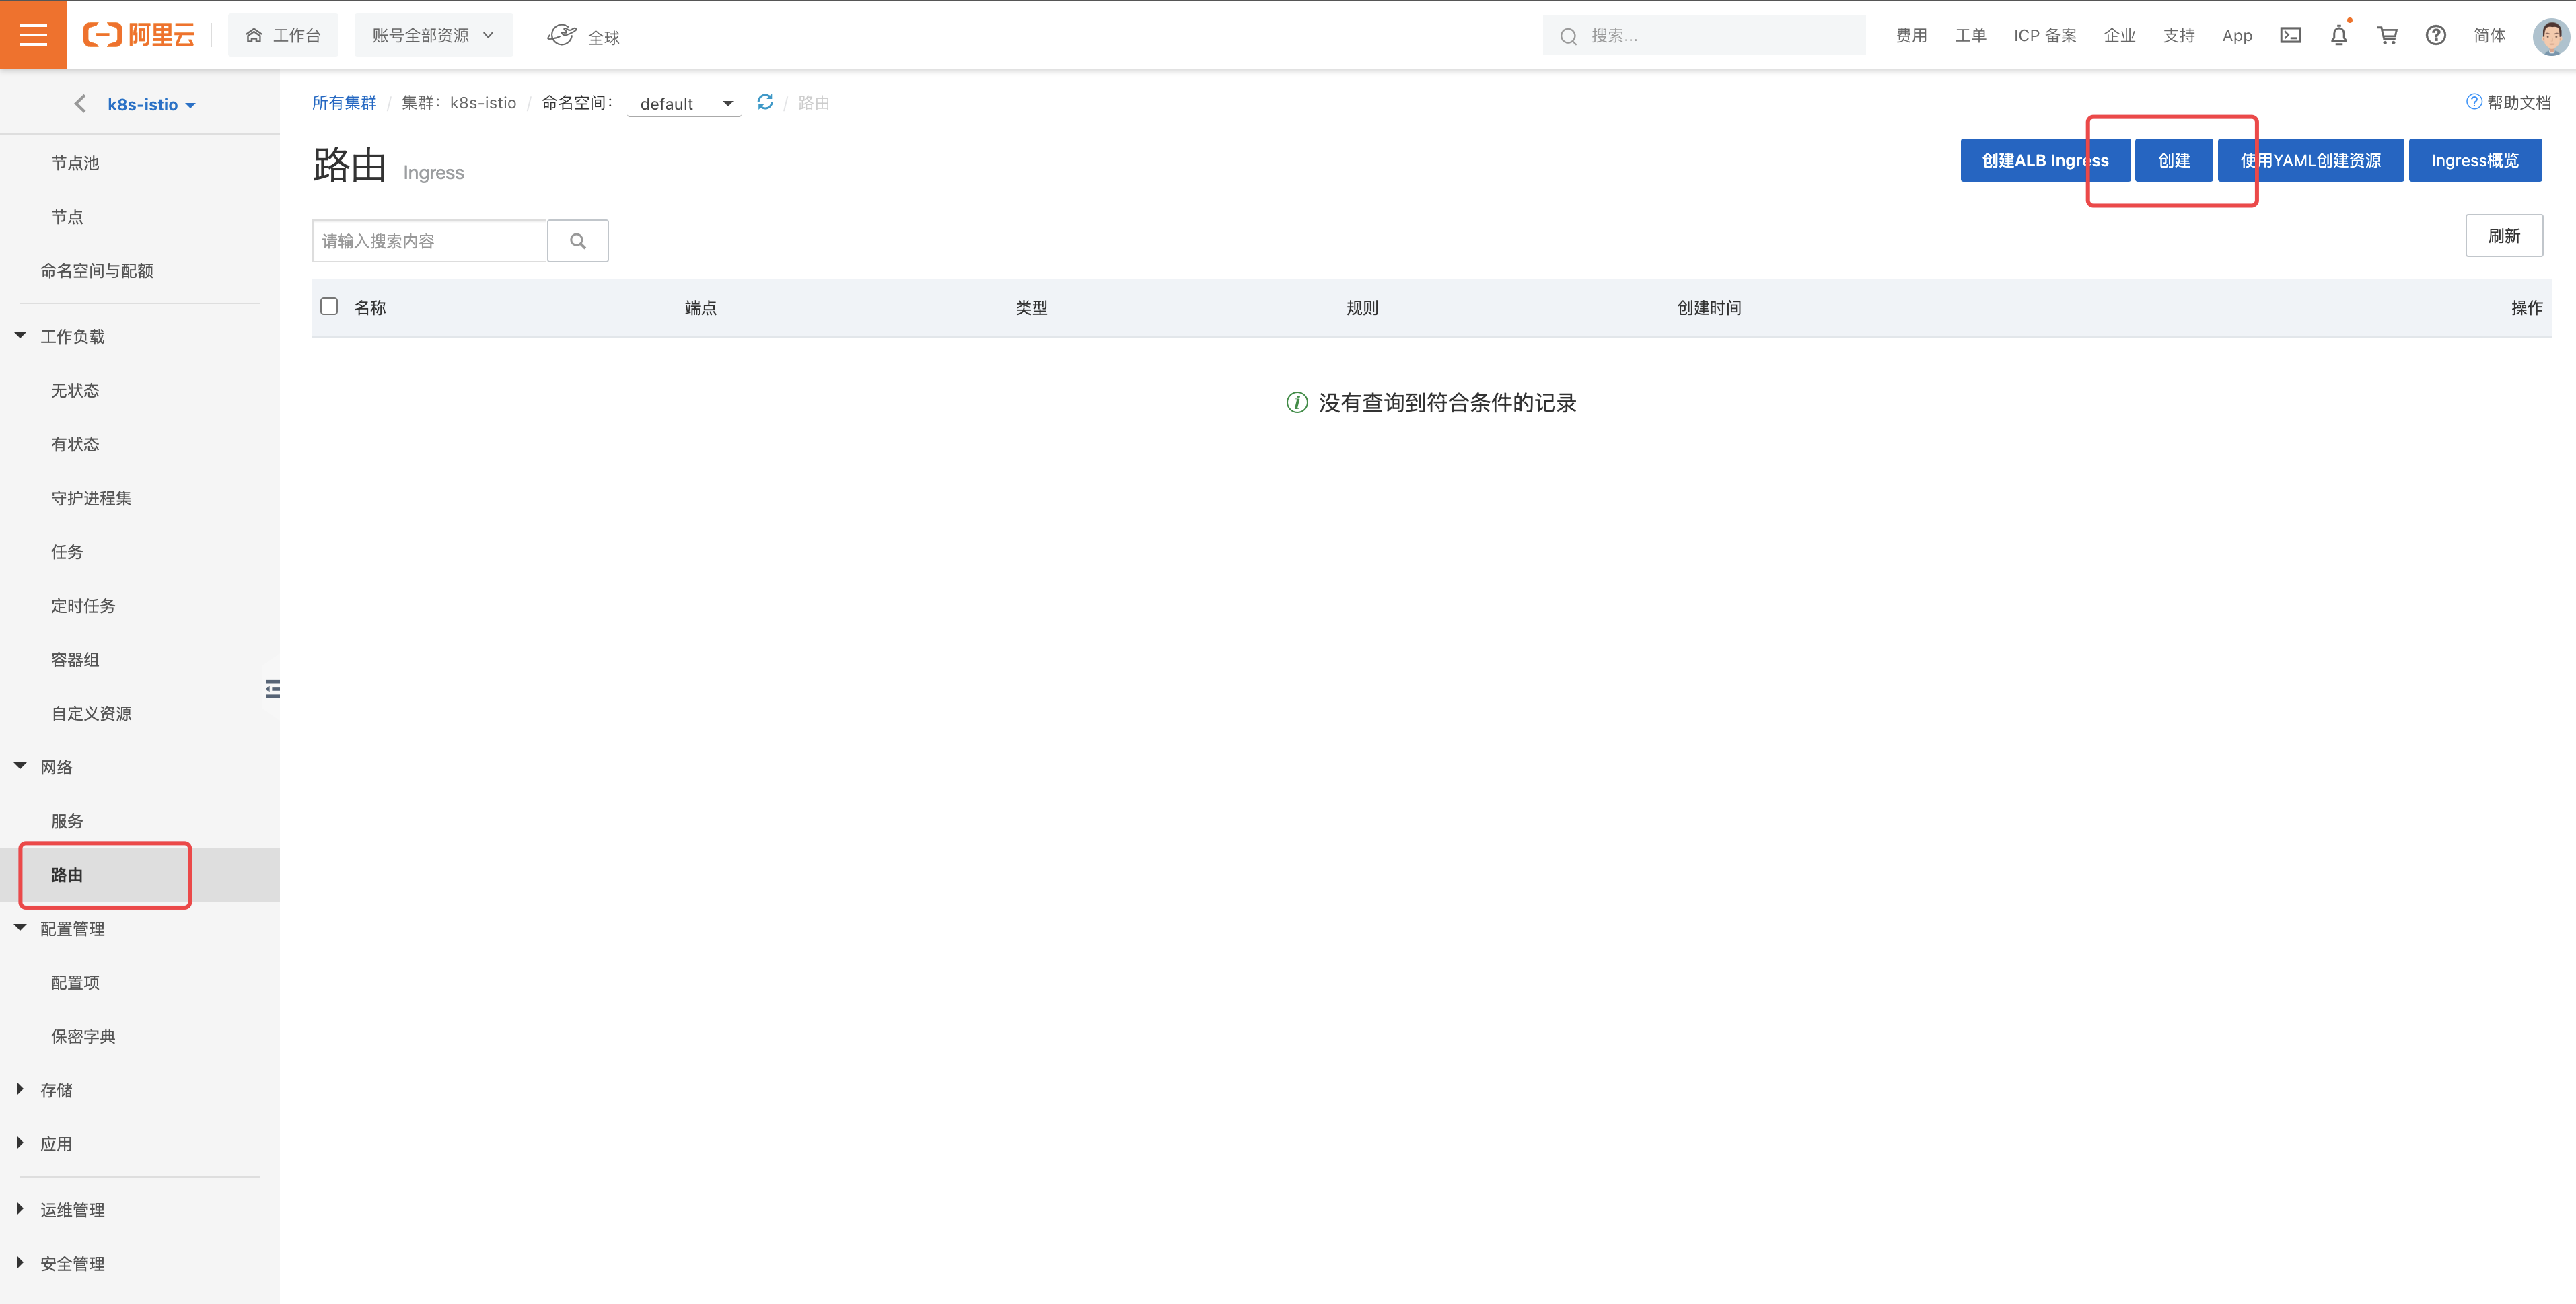 阿里云
工作台
账号全部资源
全球
搜索...
费用
工单
ICP 备案
企业
支持
App
简体
k8s-istio
所有集群 / 集群：k8s-istio / 命名空间： default / 路由
帮助文档
路由 Ingress
创建ALB Ingress
创建
使用YAML创建资源
Ingress概览
请输入搜索内容
刷新
名称 端点 类型 规则 创建时间 操作
没有查询到符合条件的记录
节点池
节点
命名空间与配额
工作负载
无状态
有状态
守护进程集
任务
定时任务
容器组
自定义资源
网络
服务
路由
配置管理
配置项
保密字典
存储
应用
运维管理
安全管理